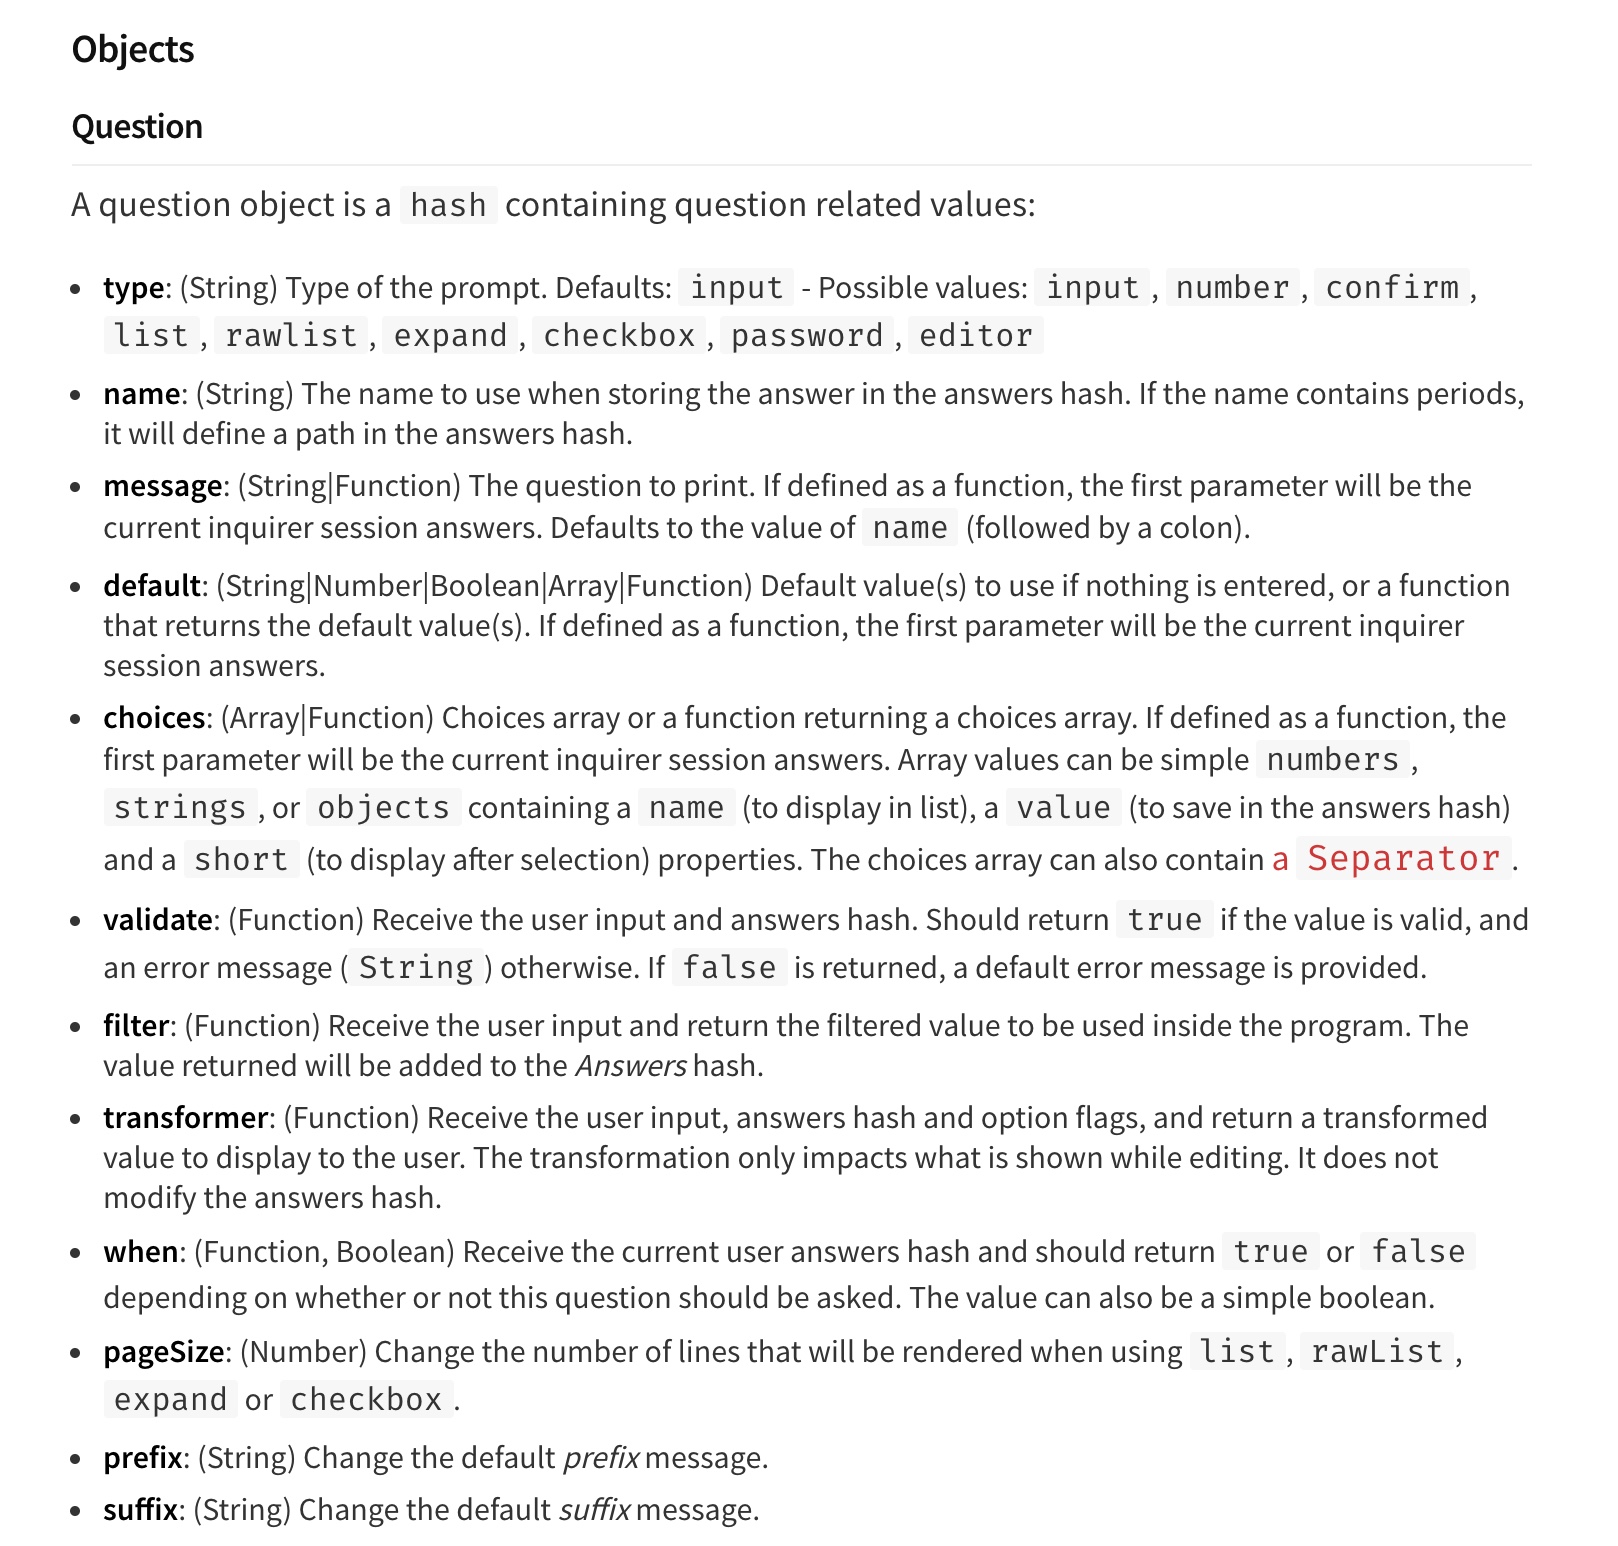 Objects
Question
A question object is a hash containing question related values:
• type: (String) Type of the prompt. Defaults: input - Possible values: input , number , confirm ,
list , rawlist , expand , checkbox , password , editor
• name: (String) The name to use when storing the answer in the answers hash. If the name contains periods,
it will define a path in the answers hash.
• message: (String|Function) The question to print. If defined as a function, the first parameter will be the
current inquirer session answers. Defaults to the value of name (followed by a colon).
• default: (String|Number|Boolean|Array|Function) Default value(s) to use if nothing is entered, or a function
that returns the default value(s). If defined as a function, the first parameter will be the current inquirer
session answers.
• choices: (Array|Function) Choices array or a function returning a choices array. If defined as a function, the
first parameter will be the current inquirer session answers. Array values can be simple numbers ,
strings , or objects containing a name (to display in list), a value (to save in the answers hash)
and a short (to display after selection) properties. The choices array can also contain a Separator .
• validate: (Function) Receive the user input and answers hash. Should return true if the value is valid, and
an error message ( String ) otherwise. If false is returned, a default error message is provided.
• filter: (Function) Receive the user input and return the filtered value to be used inside the program. The
value returned will be added to the Answers hash.
• transformer: (Function) Receive the user input, answers hash and option flags, and return a transformed
value to display to the user. The transformation only impacts what is shown while editing. It does not
modify the answers hash.
• when: (Function, Boolean) Receive the current user answers hash and should return true or false
depending on whether or not this question should be asked. The value can also be a simple boolean.
• pageSize: (Number) Change the number of lines that will be rendered when using list , rawList ,
expand or checkbox .
• prefix: (String) Change the default prefix message.
• suffix: (String) Change the default suffix message.